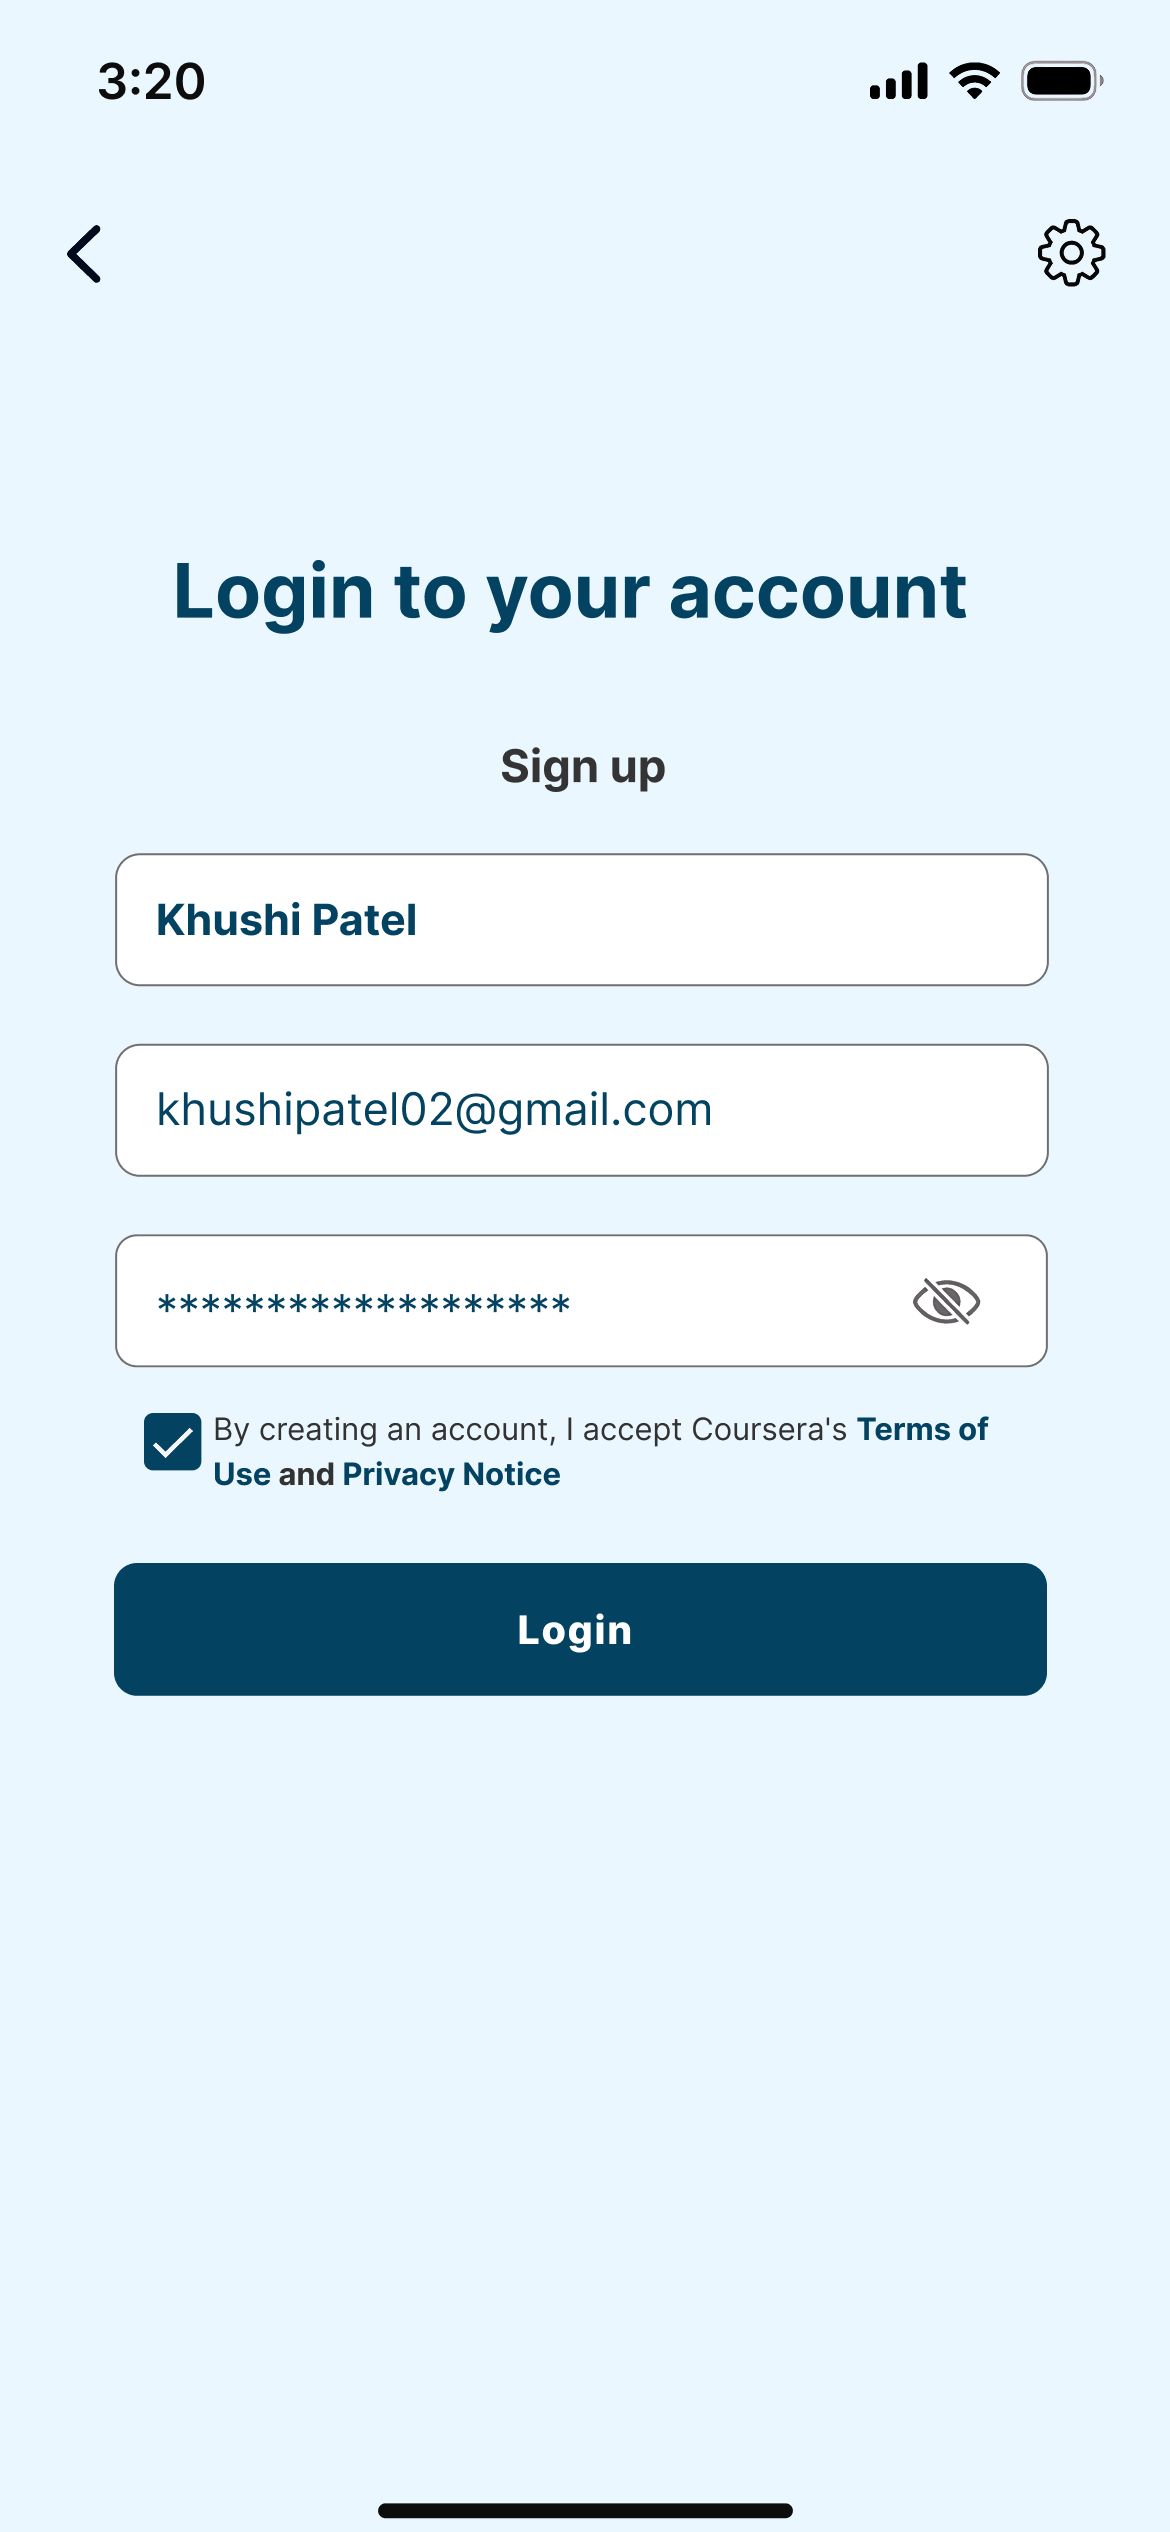 3:20
Login to your account
Sign up
Khushi Patel
khushipatel02@gmail.com
*******************
By creating an account, I accept Coursera's Terms of
Use and Privacy Notice
Login